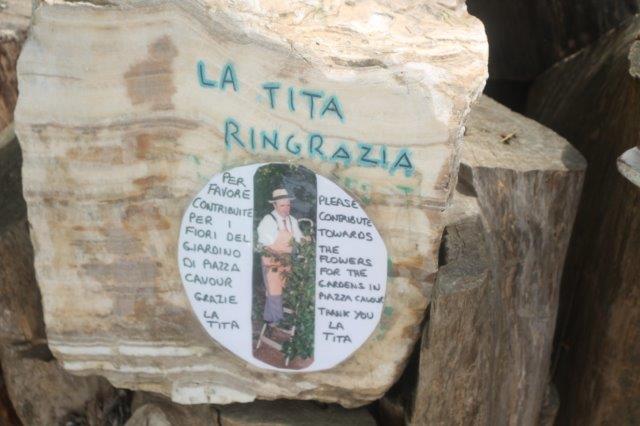 LA TITA
RINGRAZIA
PER
FAVORE
CONTRIBUITE
PER I
FIORI DEL
GIARDINO
DI PIAZZA
CAVOUR
GRAZIE
LA
TITA
PLEASE
CONTRIBUTE
TOWARDS
THE
FLOWERS
FOR THE
GARDENS IN
PIAZZA CAVOUR
THANK YOU
LA
TITA